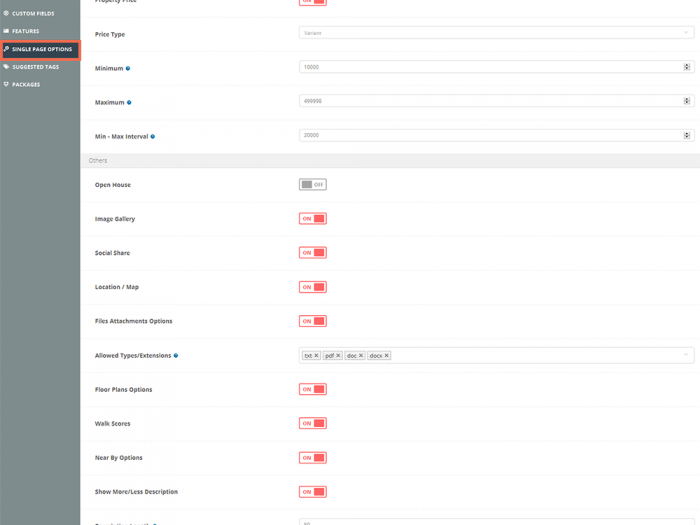 CUSTOM FIELDS
FEATURES
SINGLE PAGE OPTIONS
SUGGESTED TAGS
PACKAGES
Property Price ON
Price Type Variant
Minimum 10000
Maximum
Min - Max Interval 20000
Others
Open House OFF
Image Gallery ON
Social Share ON
Location / Map ON
Files Attachments Options ON
Allowed Types/Extensions txt pdf doc docx
Floor Plans Options ON
Walk Scores ON
Near By Options ON
Show More/Less Description ON